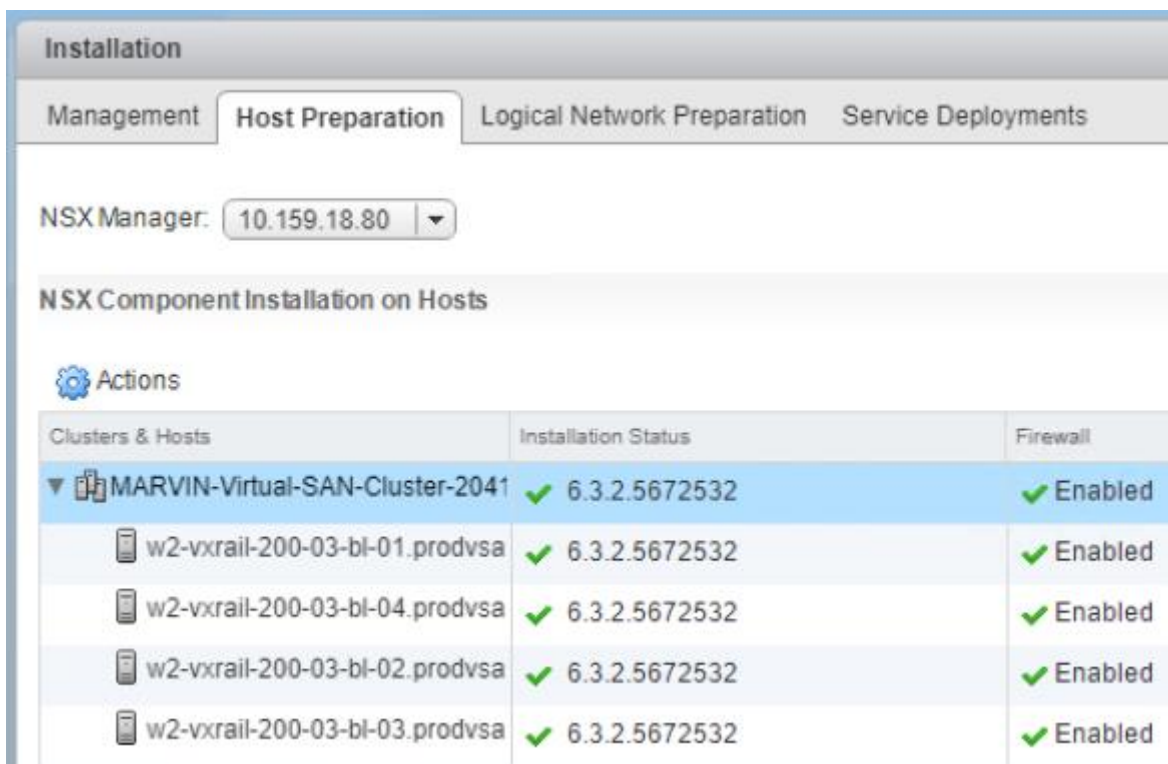 Installation
Management Host Preparation Logical Network Preparation Service Deployments
NSX Manager: 10.159.18.80
NSX Component Installation on Hosts
Actions
Clusters & Hosts Installation Status Firewall
MARVIN-Virtual-SAN-Cluster-2041 6.3.2.5672532 Enabled
w2-vxrail-200-03-bl-01.prodvsa 6.3.2.5672532 Enabled
w2-vxrail-200-03-bl-04.prodvsa 6.3.2.5672532 Enabled
w2-vxrail-200-03-bl-02.prodvsa 6.3.2.5672532 Enabled
w2-vxrail-200-03-bl-03.prodvsa 6.3.2.5672532 Enabled